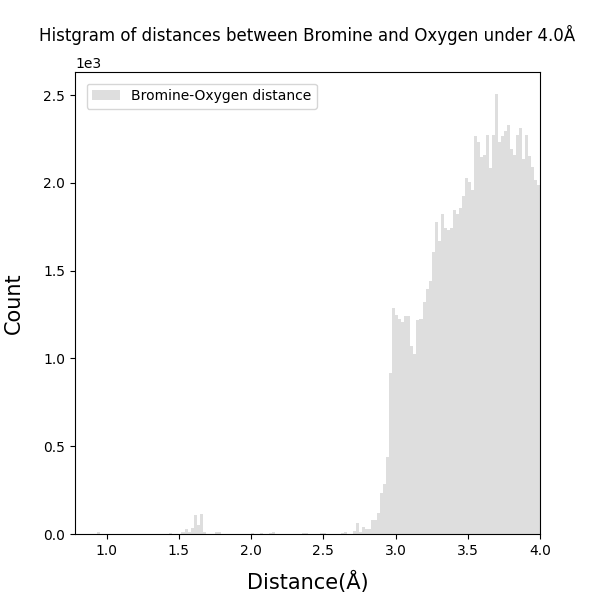 Histgram of distances between Bromine and Oxygen under 4.0Å
1e3
Bromine-Oxygen distance
2.5
2.0
1.5
1.0
0.5
0.0
Count
1.0 1.5 2.0 2.5 3.0 3.5 4.0
Distance(Å)